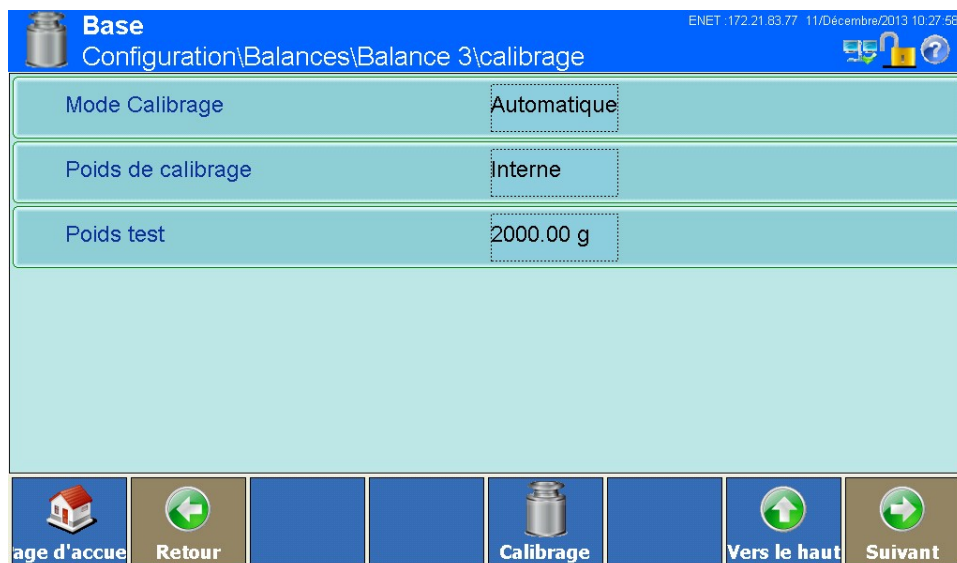 Base
ENET :172.21.83.77 11/Décembre/2013 10:27:58
Configuration\Balances\Balance 3\calibrage
Mode Calibrage Automatique
Poids de calibrage Interne
Poids test 2000.00 g
age d'accue Retour Calibrage Vers le haut Suivant